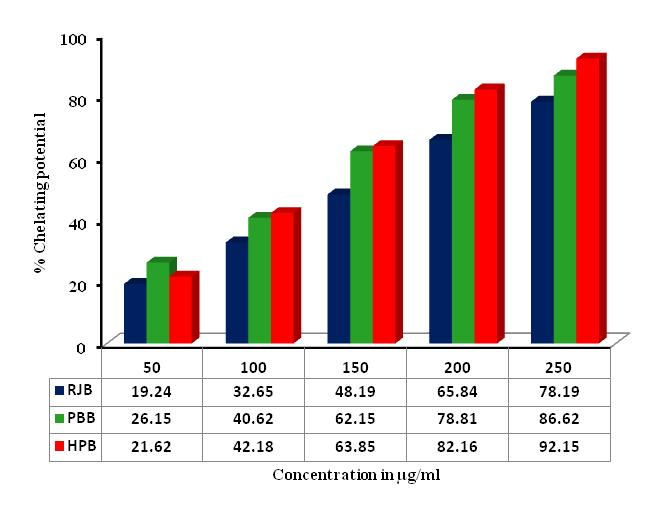 100
80
60
40
20
0
% Chelating potential
50 100 150 200 250
RJB 19.24 32.65 48.19 65.84 78.19
PBB 26.15 40.62 62.15 78.81 86.62
HPB 21.62 42.18 63.85 82.16 92.15
Concentration in µg/ml